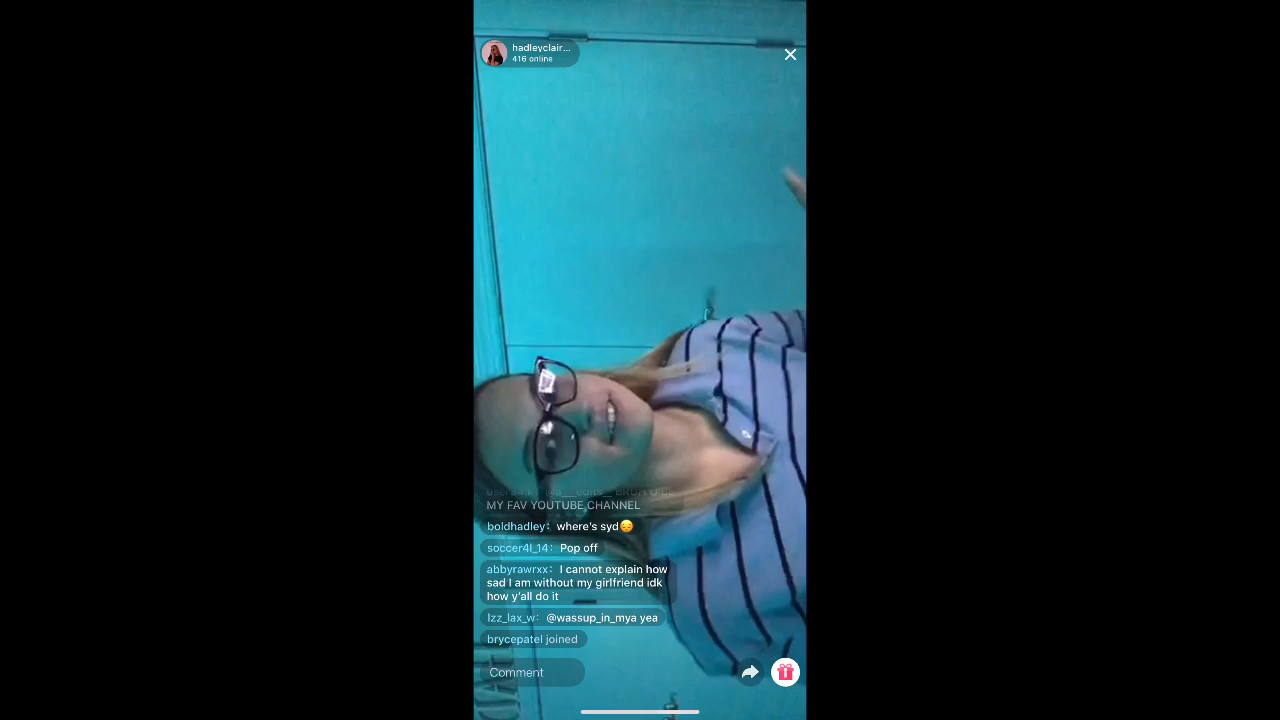 hadleyclair...
416 online
MY FAV YOUTUBE CHANNEL
boldhadley: where's syd😔
soccer4l_14: Pop off
abbyrawrxx: I cannot explain how
sad I am without my girlfriend idk
how y'all do it
lzz_lax_w: @wassup_in_mya yea
brycepatel joined
Comment